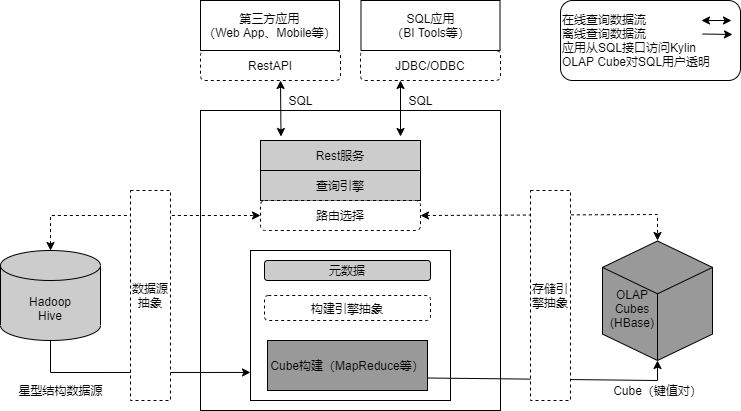 第三方应用
(Web App、Mobile等)
RestAPI
SQL应用
(BI Tools等)
JDBC/ODBC
在线查询数据流
离线查询数据流
应用从SQL接口访问Kylin
OLAP Cube对SQL用户透明
SQL
SQL
Rest服务
查询引擎
路由选择
数据源
抽象
存储引
擎抽象
Hadoop
Hive
元数据
构建引擎抽象
Cube构建（MapReduce等）
OLAP
Cubes
(HBase)
星型结构数据源
Cube（键值对）